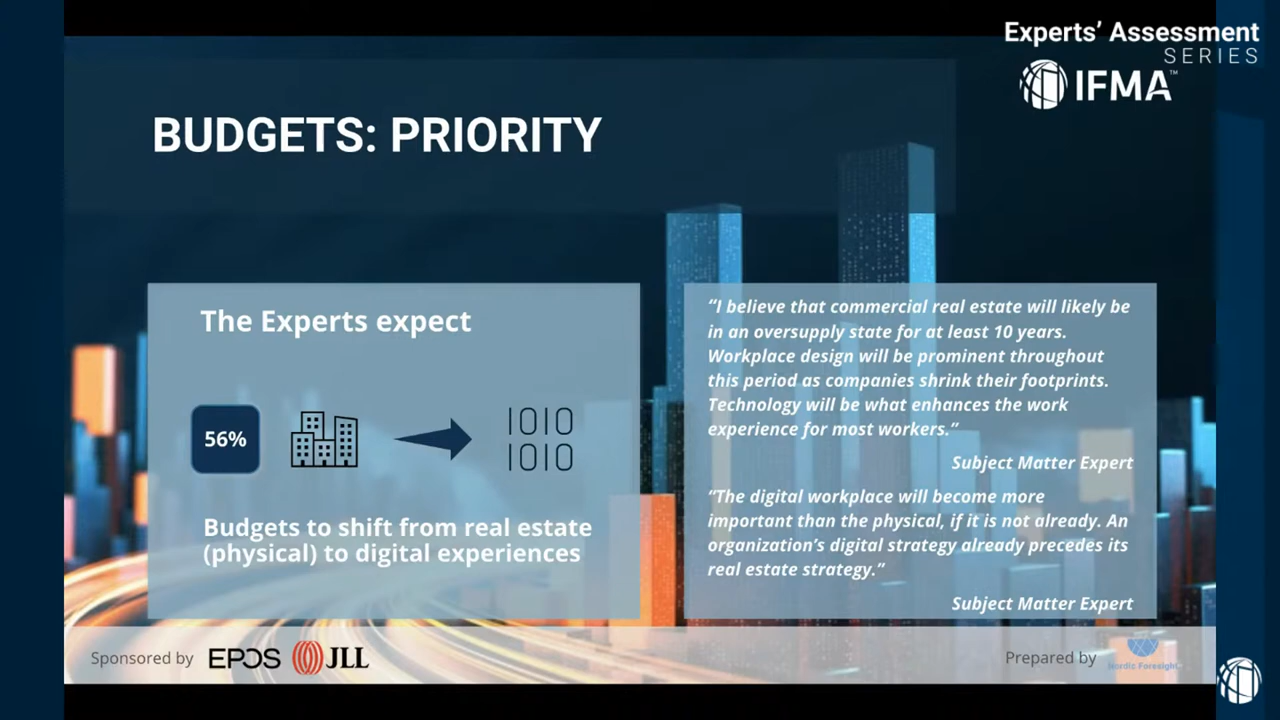 Experts’ Assessment
SERIES
IFMA™
BUDGETS: PRIORITY
The Experts expect
56%
1010
1010
Budgets to shift from real estate
(physical) to digital experiences
“I believe that commercial real estate will likely be
in an oversupply state for at least 10 years.
Workplace design will be prominent throughout
this period as companies shrink their footprints.
Technology will be what enhances the work
experience for most workers.”
Subject Matter Expert
“The digital workplace will become more
important than the physical, if it is not already. An
organization’s digital strategy already precedes its
real estate strategy.”
Subject Matter Expert
Sponsored by EPOS JLL
Prepared by Nordic Foresight